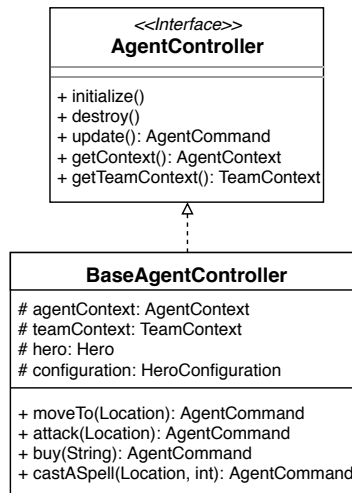 <<Interface>>
AgentController
+ initialize()
+ destroy()
+ update(): AgentCommand
+ getContext(): AgentContext
+ getTeamContext(): TeamContext
BaseAgentController
# agentContext: AgentContext
# teamContext: TeamContext
# hero: Hero
# configuration: HeroConfiguration
+ moveTo(Location): AgentCommand
+ attack(Location): AgentCommand
+ buy(String): AgentCommand
+ castASpell(Location, int): AgentCommand